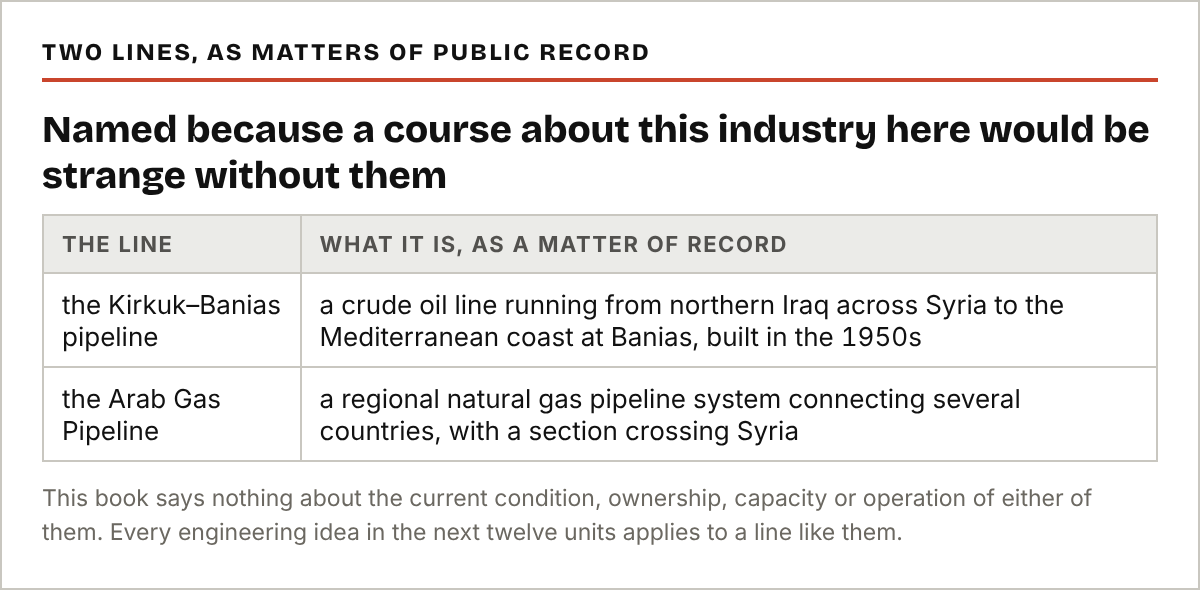 TWO LINES, AS MATTERS OF PUBLIC RECORD
Named because a course about this industry here would be
strange without them
THE LINE
WHAT IT IS, AS A MATTER OF RECORD
the Kirkuk–Banias
pipeline
a crude oil line running from northern Iraq across Syria to the
Mediterranean coast at Banias, built in the 1950s
the Arab Gas
Pipeline
a regional natural gas pipeline system connecting several
countries, with a section crossing Syria
This book says nothing about the current condition, ownership, capacity or operation of either of
them. Every engineering idea in the next twelve units applies to a line like them.